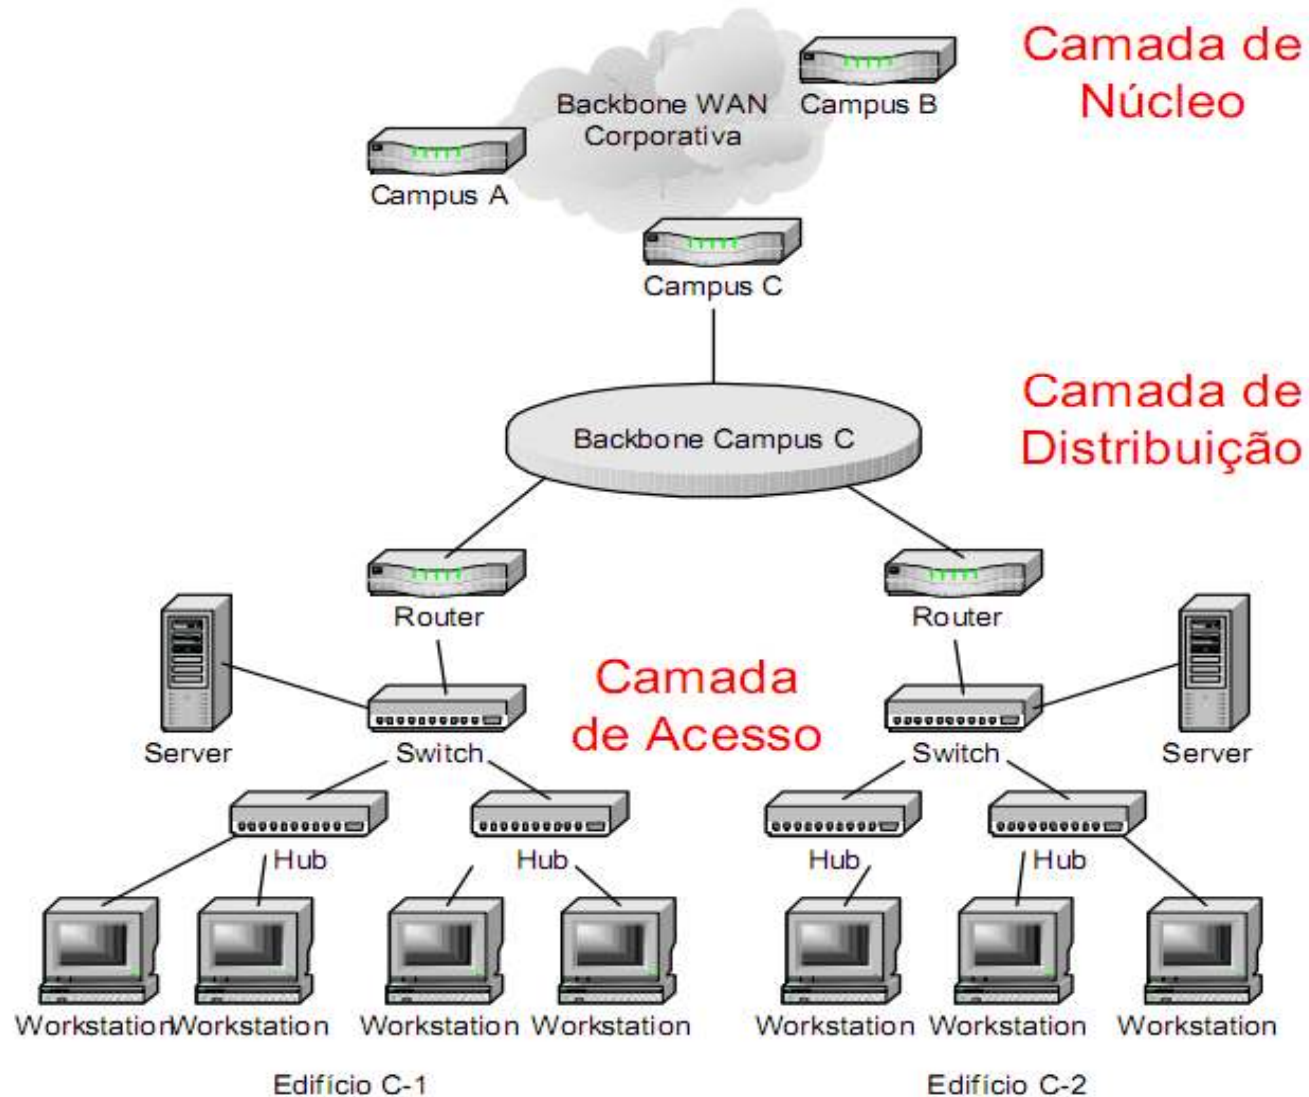 Camada de
Núcleo
Backbone WAN
Corporativa
Campus B
Campus A
Campus C
Camada de
Distribuição
Backbone Campus C
Router
Router
Camada
de Acesso
Server
Switch
Switch
Server
Hub
Hub
Hub
Hub
Workstation
Workstation
Workstation
Workstation
Workstation
Workstation
Workstation
Edifício C-1
Edifício C-2